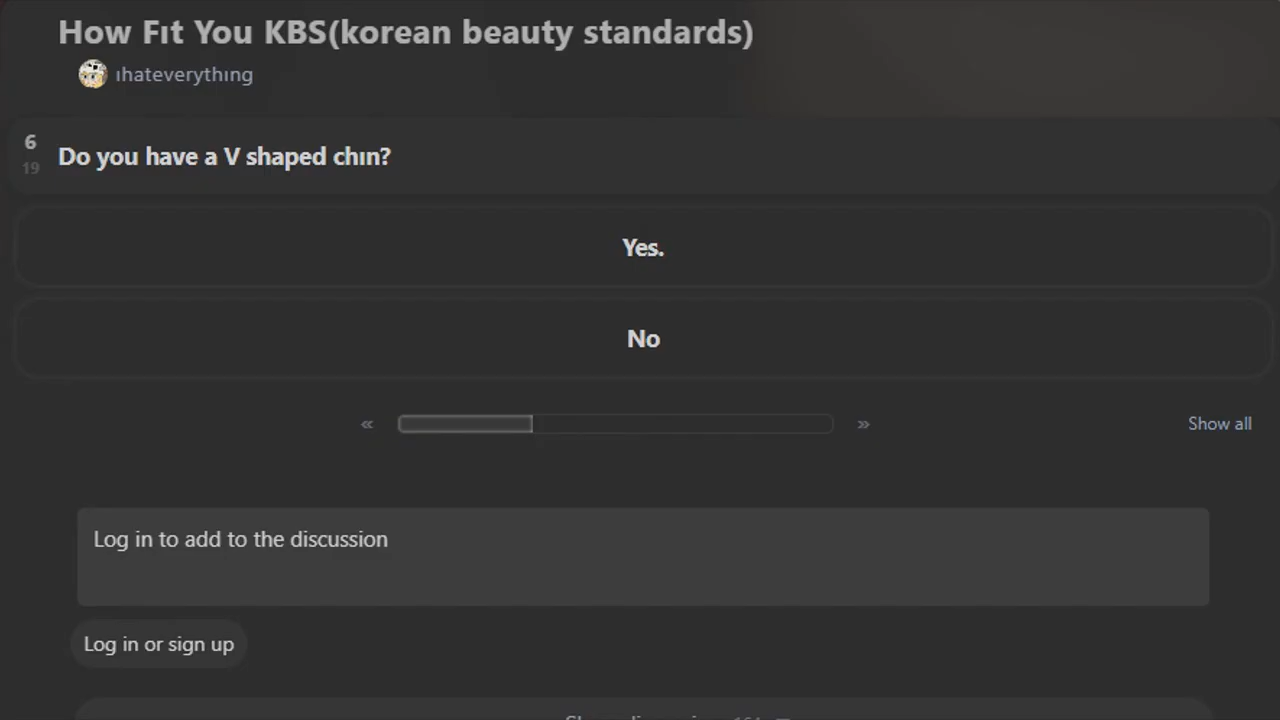 How Fıt You KBS(korean beauty standards)
ıhateverythıng
6
19
Do you have a V shaped chın?
Yes.
No
« »
Show all
Log in to add to the discussion
Log in or sign up